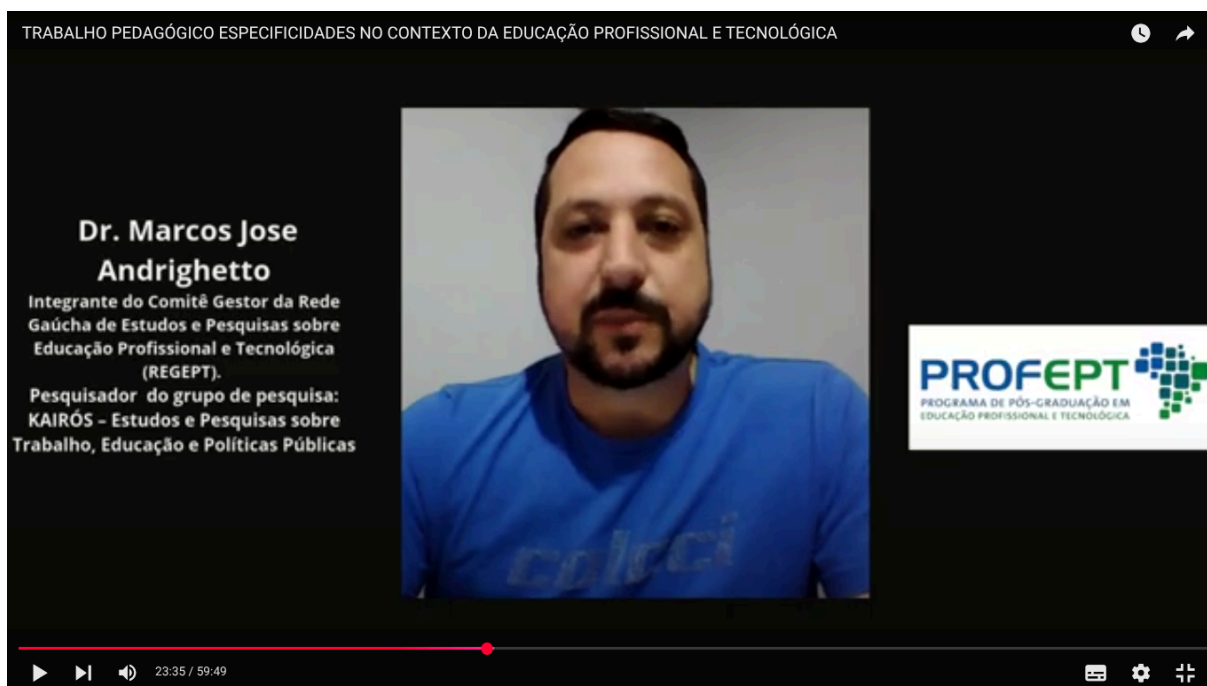 TRABALHO PEDAGÓGICO ESPECIFICIDADES NO CONTEXTO DA EDUCAÇÃO PROFISSIONAL E TECNOLÓGICA
Dr. Marcos Jose
Andrighetto
Integrante do Comitê Gestor da Rede
Gaúcha de Estudos e Pesquisas sobre
Educação Profissional e Tecnológica
(REGEPT).
Pesquisador do grupo de pesquisa:
KAIRÓS – Estudos e Pesquisas sobre
Trabalho, Educação e Políticas Públicas
colcci
PROFEPT
PROGRAMA DE PÓS-GRADUAÇÃO EM
EDUCAÇÃO PROFISSIONAL E TECNOLÓGICA
23:35 / 59:49